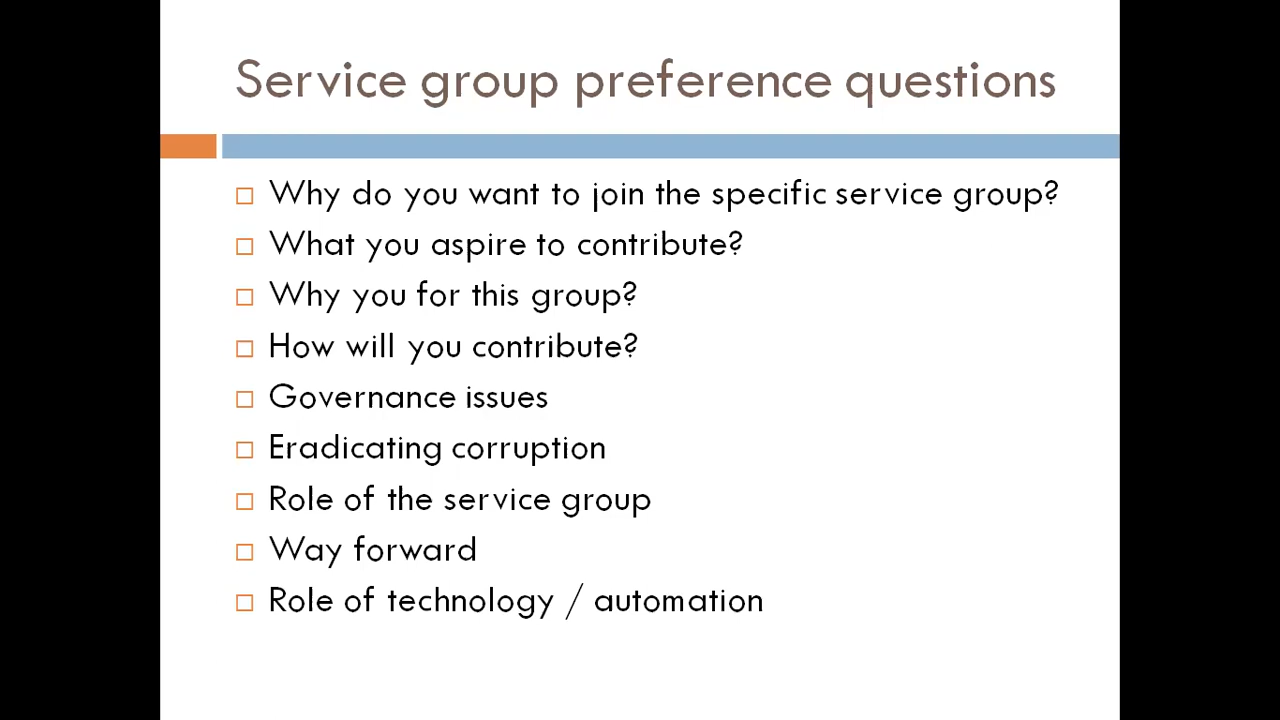 Service group preference questions
Why do you want to join the specific service group?
What you aspire to contribute?
Why you for this group?
How will you contribute?
Governance issues
Eradicating corruption
Role of the service group
Way forward
Role of technology / automation